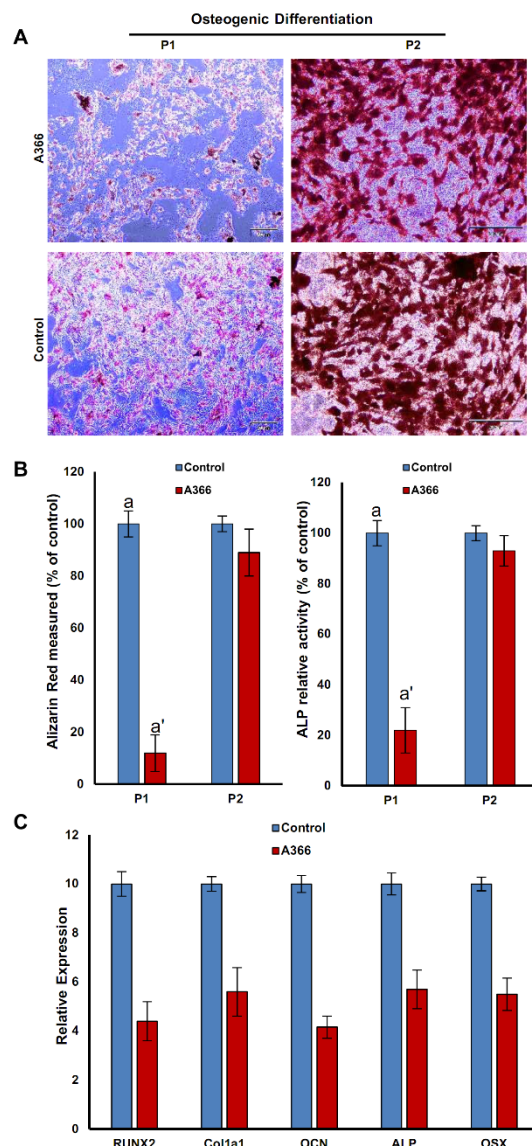 Osteogenic Differentiation
A
P1 P2
A366
Control
B
Control
A366
Alizarin Red measured (% of control)
120
100
80
60
40
20
0
a
a'
P1 P2
Control
A366
ALP relative activity (% of control)
120
100
80
60
40
20
0
a
a'
P1 P2
C
Control
A366
Relative Expression
12
10
8
6
4
2
0
RUNX2 Col1a1 OCN ALP OSX